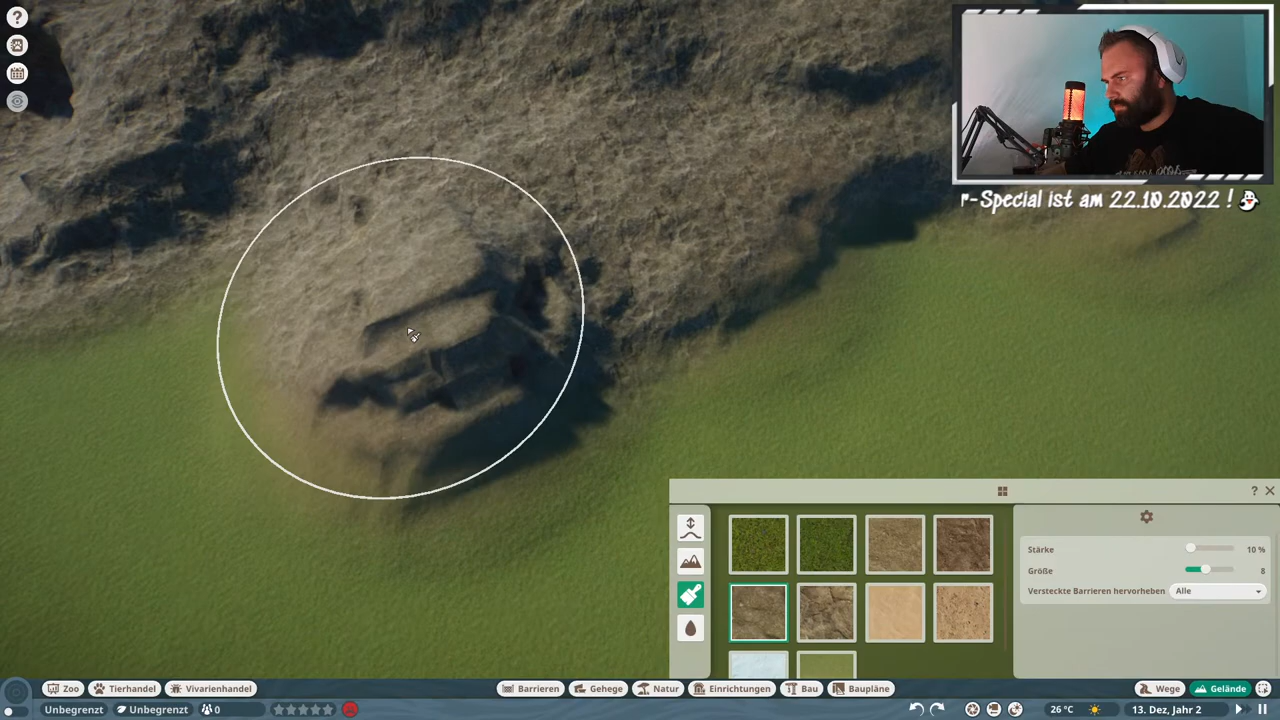 r-Special ist am 22.10.2022 !
?
×
Stärke
10 %
Größe
8
Versteckte Barrieren hervorheben
Alle
Zoo
Tierhandel
Vivarienhandel
Barrieren
Gehege
Natur
Einrichtungen
Bau
Baupläne
Wege
Gelände
Unbegrenzt
Unbegrenzt
0
26 °C
13. Dez, Jahr 2